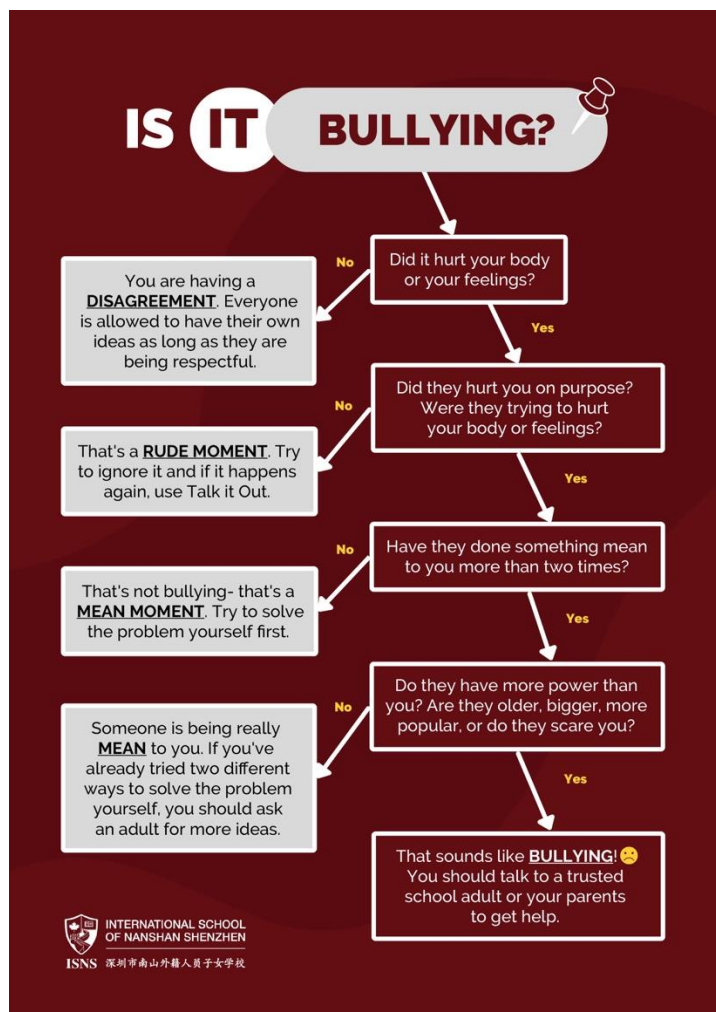 IS IT BULLYING?
Did it hurt your body
or your feelings?
No
Yes
You are having a
DISAGREEMENT. Everyone
is allowed to have their own
ideas as long as they are
being respectful.
Did they hurt you on purpose?
Were they trying to hurt
your body or feelings?
No
Yes
That's a RUDE MOMENT. Try
to ignore it and if it happens
again, use Talk it Out.
Have they done something mean
to you more than two times?
No
Yes
That's not bullying- that's a
MEAN MOMENT. Try to solve
the problem yourself first.
Do they have more power than
you? Are they older, bigger, more
popular, or do they scare you?
No
Yes
Someone is being really
MEAN to you. If you've
already tried two different
ways to solve the problem
yourself, you should ask
an adult for more ideas.
That sounds like BULLYING!
You should talk to a trusted
school adult or your parents
to get help.
INTERNATIONAL SCHOOL
OF NANSHAN SHENZHEN
ISNS 深圳市南山外籍人员子女学校